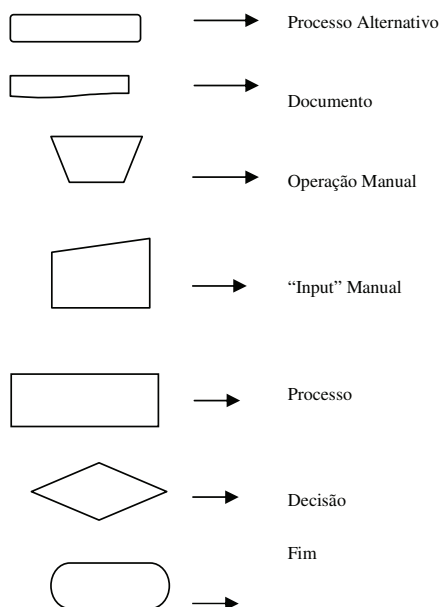 Processo Alternativo
Documento
Operação Manual
“Input” Manual
Processo
Decisão
Fim